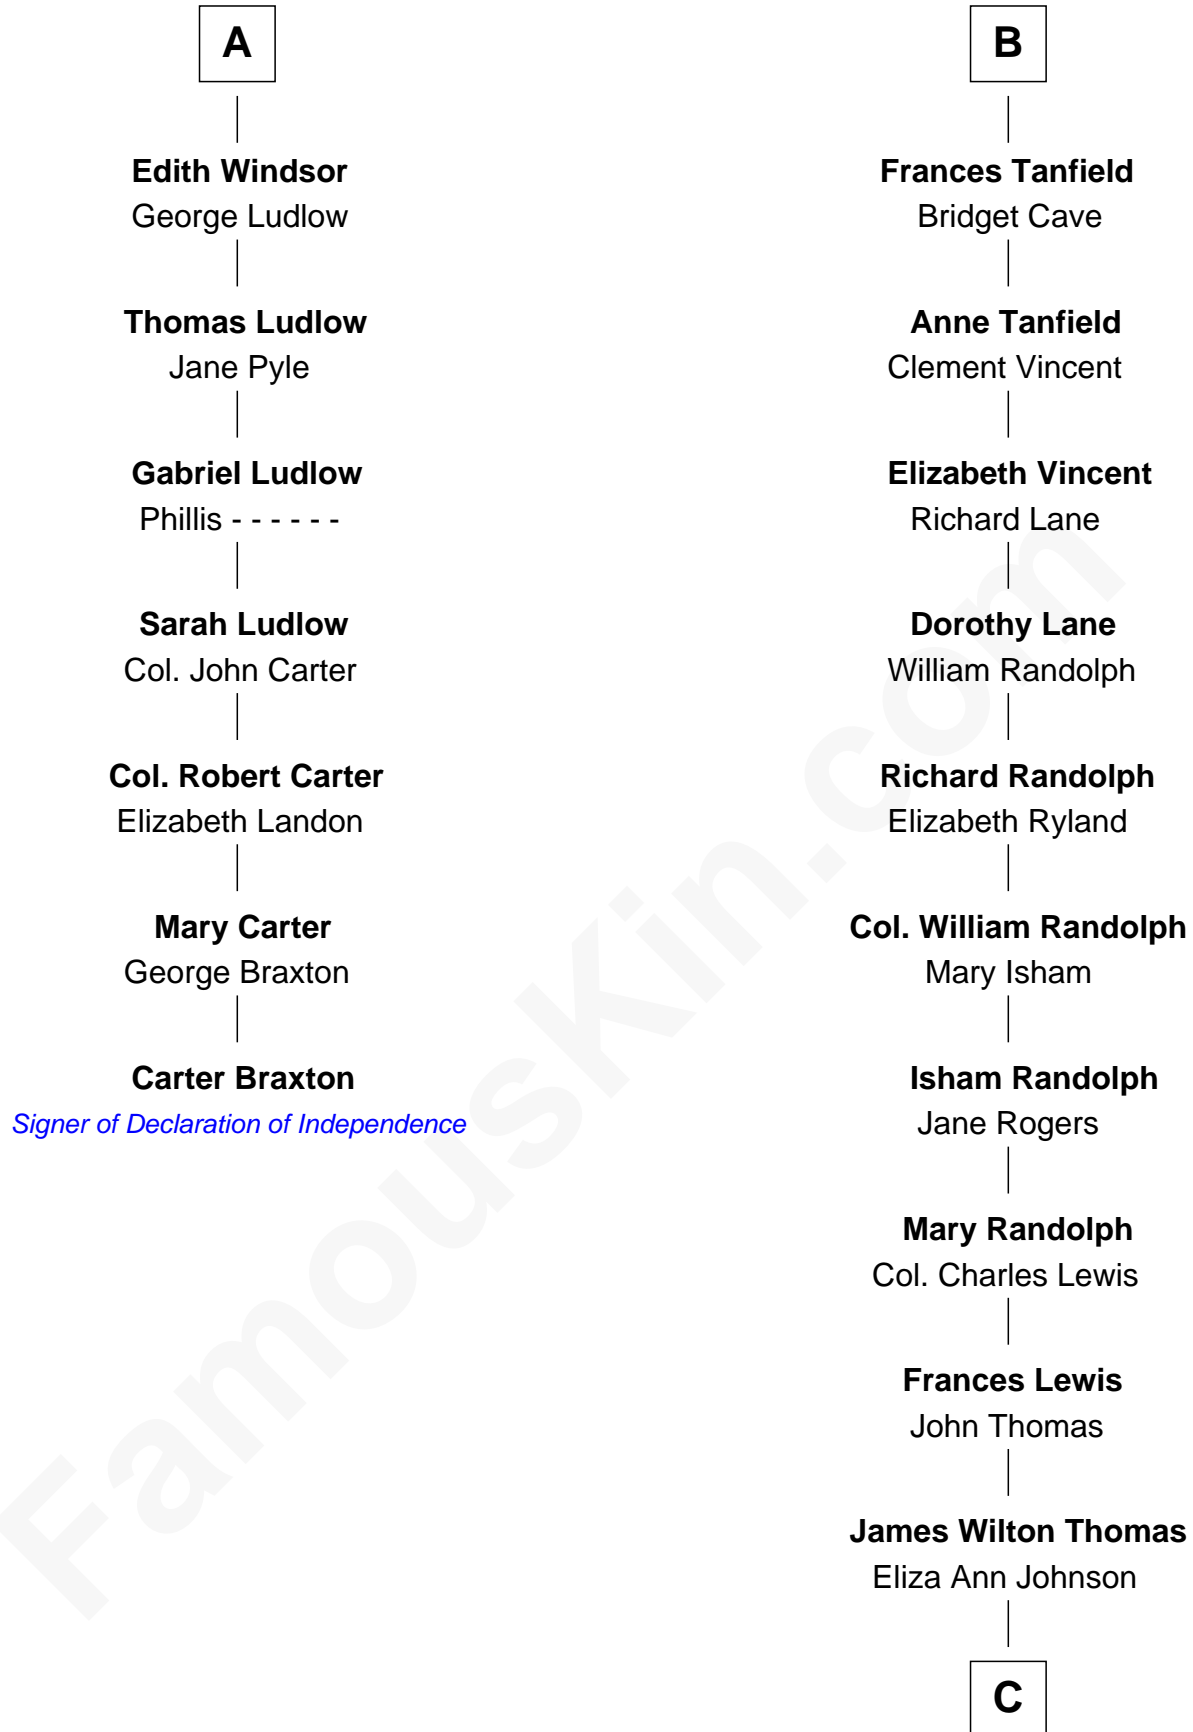 A
Edith Windsor
George Ludlow
Thomas Ludlow
Jane Pyle
Gabriel Ludlow
Phillis - - - - - -
Sarah Ludlow
Col. John Carter
Col. Robert Carter
Elizabeth Landon
Mary Carter
George Braxton
Carter Braxton
Signer of Declaration of Independence
B
Frances Tanfield
Bridget Cave
Anne Tanfield
Clement Vincent
Elizabeth Vincent
Richard Lane
Dorothy Lane
William Randolph
Richard Randolph
Elizabeth Ryland
Col. William Randolph
Mary Isham
Isham Randolph
Jane Rogers
Mary Randolph
Col. Charles Lewis
Frances Lewis
John Thomas
James Wilton Thomas
Eliza Ann Johnson
C
FamousKin.com